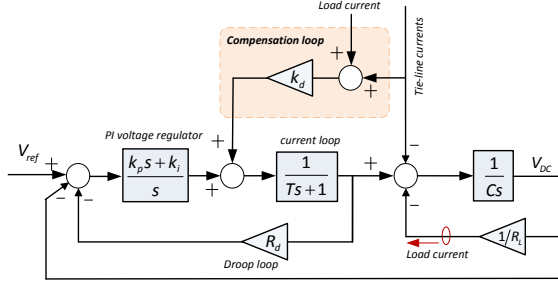 Load current
Compensation loop
+
k_d
+
+
Tie-line currents
PI voltage regulator
current loop
V_ref
+
−
−
k_p s + k_i
s
+
+
1
Ts + 1
+
−
−
1
Cs
V_DC
R_d
Droop loop
1/R_L
Load current